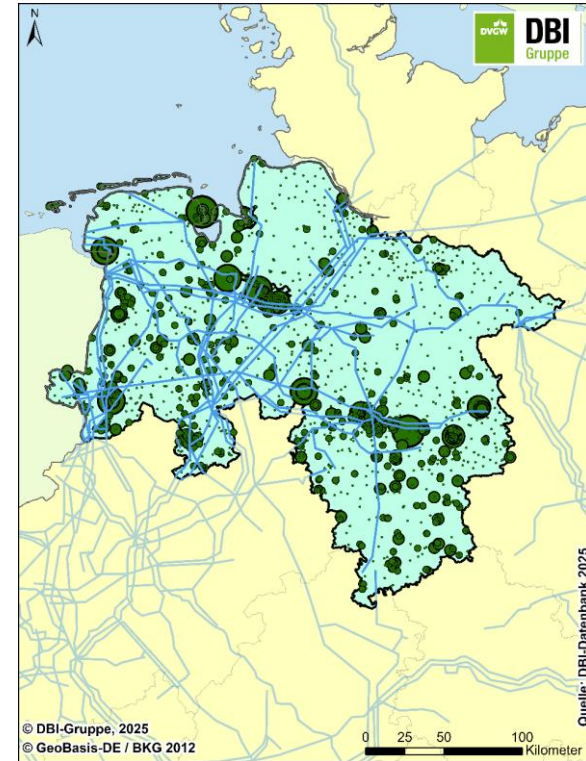 N
DVGW
DBI
Gruppe
Quelle: DBI-Datenbank 2025
© DBI-Gruppe, 2025
© GeoBasis-DE / BKG 2012
0 25 50 100
Kilometer